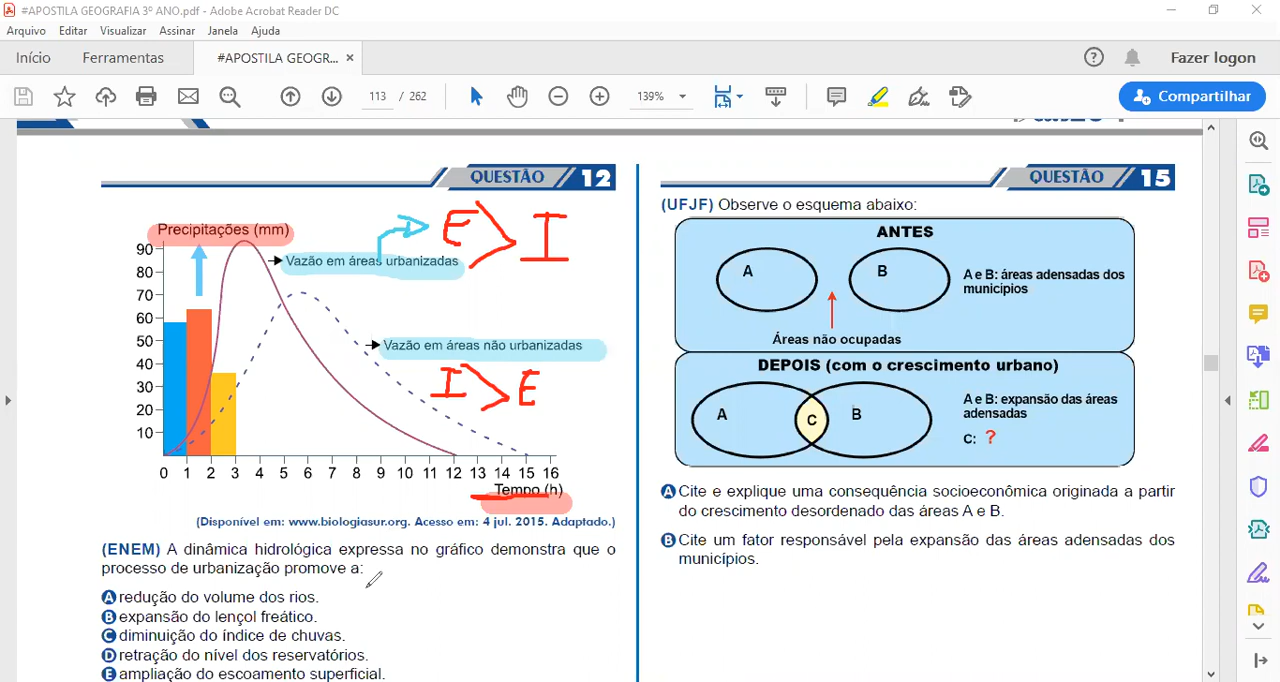 #APOSTILA GEOGRAFIA 3º ANO.pdf - Adobe Acrobat Reader DC
Arquivo Editar Visualizar Assinar Janela Ajuda
Início Ferramentas #APOSTILA GEOGR... × Fazer logon
113 / 262 139% Compartilhar
QUESTÃO 12
Precipitações (mm)
E > I
90
80
70
60
50
40
30
20
10
Vazão em áreas urbanizadas
Vazão em áreas não urbanizadas
I > E
0 1 2 3 4 5 6 7 8 9 10 11 12 13 14 15 16
Tempo (h)
(Disponível em: www.biologiasur.org. Acesso em: 4 jul. 2015. Adaptado.)
(ENEM) A dinâmica hidrológica expressa no gráfico demonstra que o
processo de urbanização promove a:
A redução do volume dos rios.
B expansão do lençol freático.
C diminuição do índice de chuvas.
D retração do nível dos reservatórios.
E ampliação do escoamento superficial.
QUESTÃO 15
(UFJF) Observe o esquema abaixo:
ANTES
A B
A e B: áreas adensadas dos
municípios
Áreas não ocupadas
DEPOIS (com o crescimento urbano)
A C B
A e B: expansão das áreas
adensadas
C: ?
A Cite e explique uma consequência socioeconômica originada a partir
do crescimento desordenado das áreas A e B.
B Cite um fator responsável pela expansão das áreas adensadas dos
municípios.